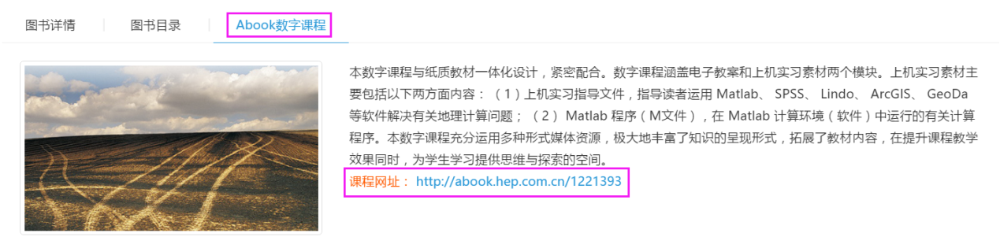 图书详情 图书目录 Abook数字课程
本数字课程与纸质教材一体化设计，紧密配合。数字课程涵盖电子教案和上机实习素材两个模块。上机实习素材主
要包括以下两方面内容：（1）上机实习指导文件，指导读者运用 Matlab、 SPSS、 Lindo、 ArcGIS、 GeoDa
等软件解决有关地理计算问题；（2） Matlab 程序（M文件），在 Matlab 计算环境（软件）中运行的有关计算
程序。本数字课程充分运用多种形式媒体资源，极大地丰富了知识的呈现形式，拓展了教材内容，在提升课程教学
效果同时，为学生学习提供思维与探索的空间。
课程网址： http://abook.hep.com.cn/1221393